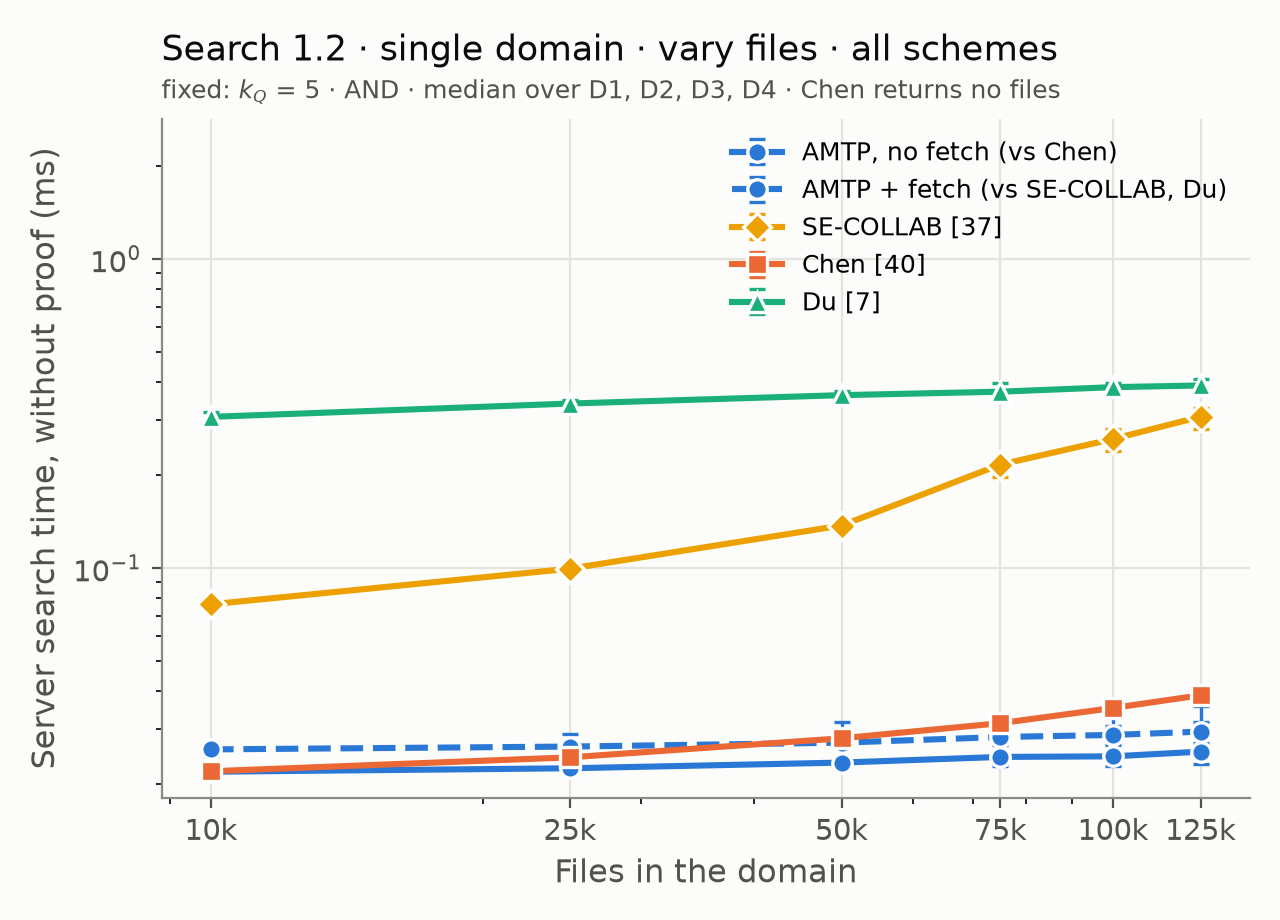 Search 1.2 · single domain · vary files · all schemes
fixed: k_Q = 5 · AND · median over D1, D2, D3, D4 · Chen returns no files
AMTP, no fetch (vs Chen)
AMTP + fetch (vs SE-COLLAB, Du)
SE-COLLAB [37]
Chen [40]
Du [7]
Server search time, without proof (ms)
10⁰
10⁻¹
10k 25k 50k 75k 100k 125k
Files in the domain